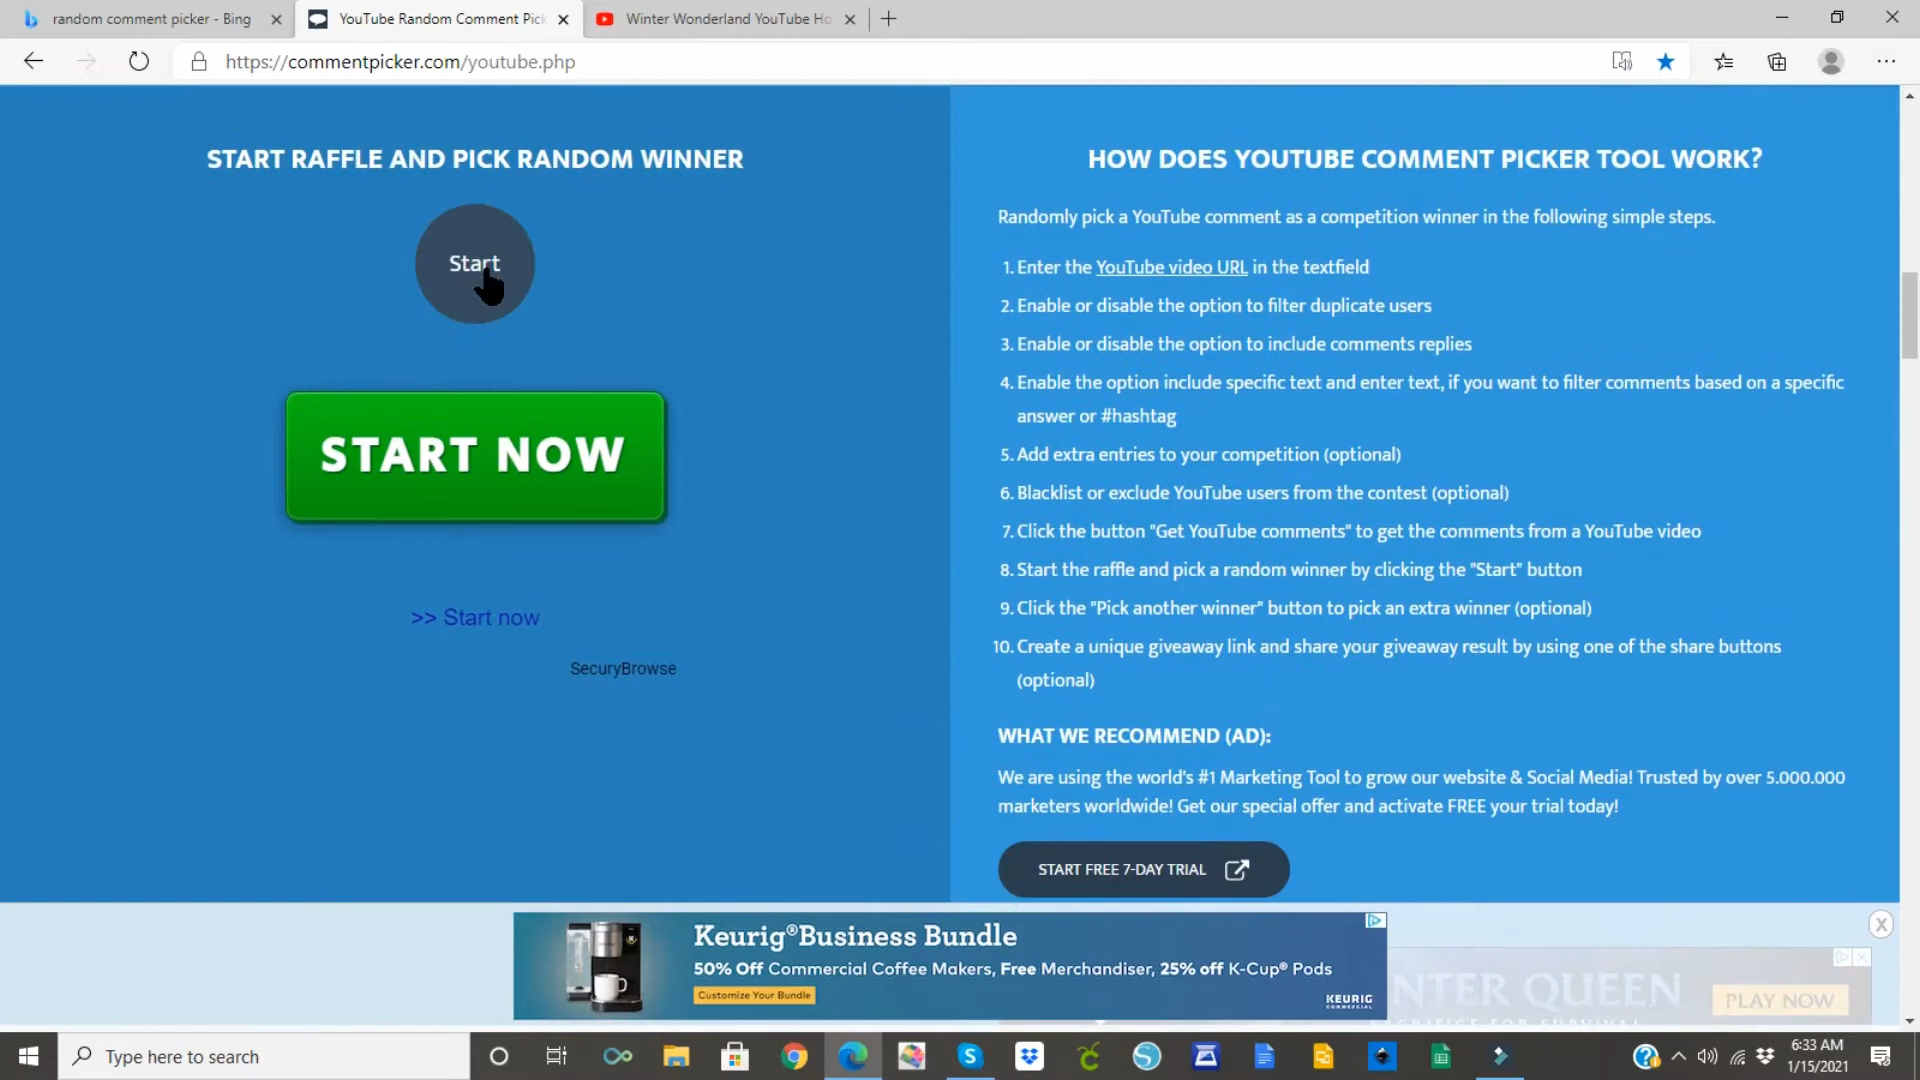 random comment picker - Bing
YouTube Random Comment Pick
Winter Wonderland YouTube Ho
https://commentpicker.com/youtube.php
START RAFFLE AND PICK RANDOM WINNER
Start
START NOW
>> Start now
SecuryBrowse
HOW DOES YOUTUBE COMMENT PICKER TOOL WORK?
Randomly pick a YouTube comment as a competition winner in the following simple steps.
1. Enter the YouTube video URL in the textfield
2. Enable or disable the option to filter duplicate users
3. Enable or disable the option to include comments replies
4. Enable the option include specific text and enter text, if you want to filter comments based on a specific
answer or #hashtag
5. Add extra entries to your competition (optional)
6. Blacklist or exclude YouTube users from the contest (optional)
7. Click the button "Get YouTube comments" to get the comments from a YouTube video
8. Start the raffle and pick a random winner by clicking the "Start" button
9. Click the "Pick another winner" button to pick an extra winner (optional)
10. Create a unique giveaway link and share your giveaway result by using one of the share buttons
(optional)
WHAT WE RECOMMEND (AD):
We are using the world's #1 Marketing Tool to grow our website & Social Media! Trusted by over 5.000.000
marketers worldwide! Get our special offer and activate FREE your trial today!
START FREE 7-DAY TRIAL
Keurig® Business Bundle
50% Off Commercial Coffee Makers, Free Merchandiser, 25% off K-Cup® Pods
Customize Your Bundle
KEURIG
COMMERCIAL
NTER QUEEN
PLAY NOW
Type here to search
6:33 AM
1/15/2021